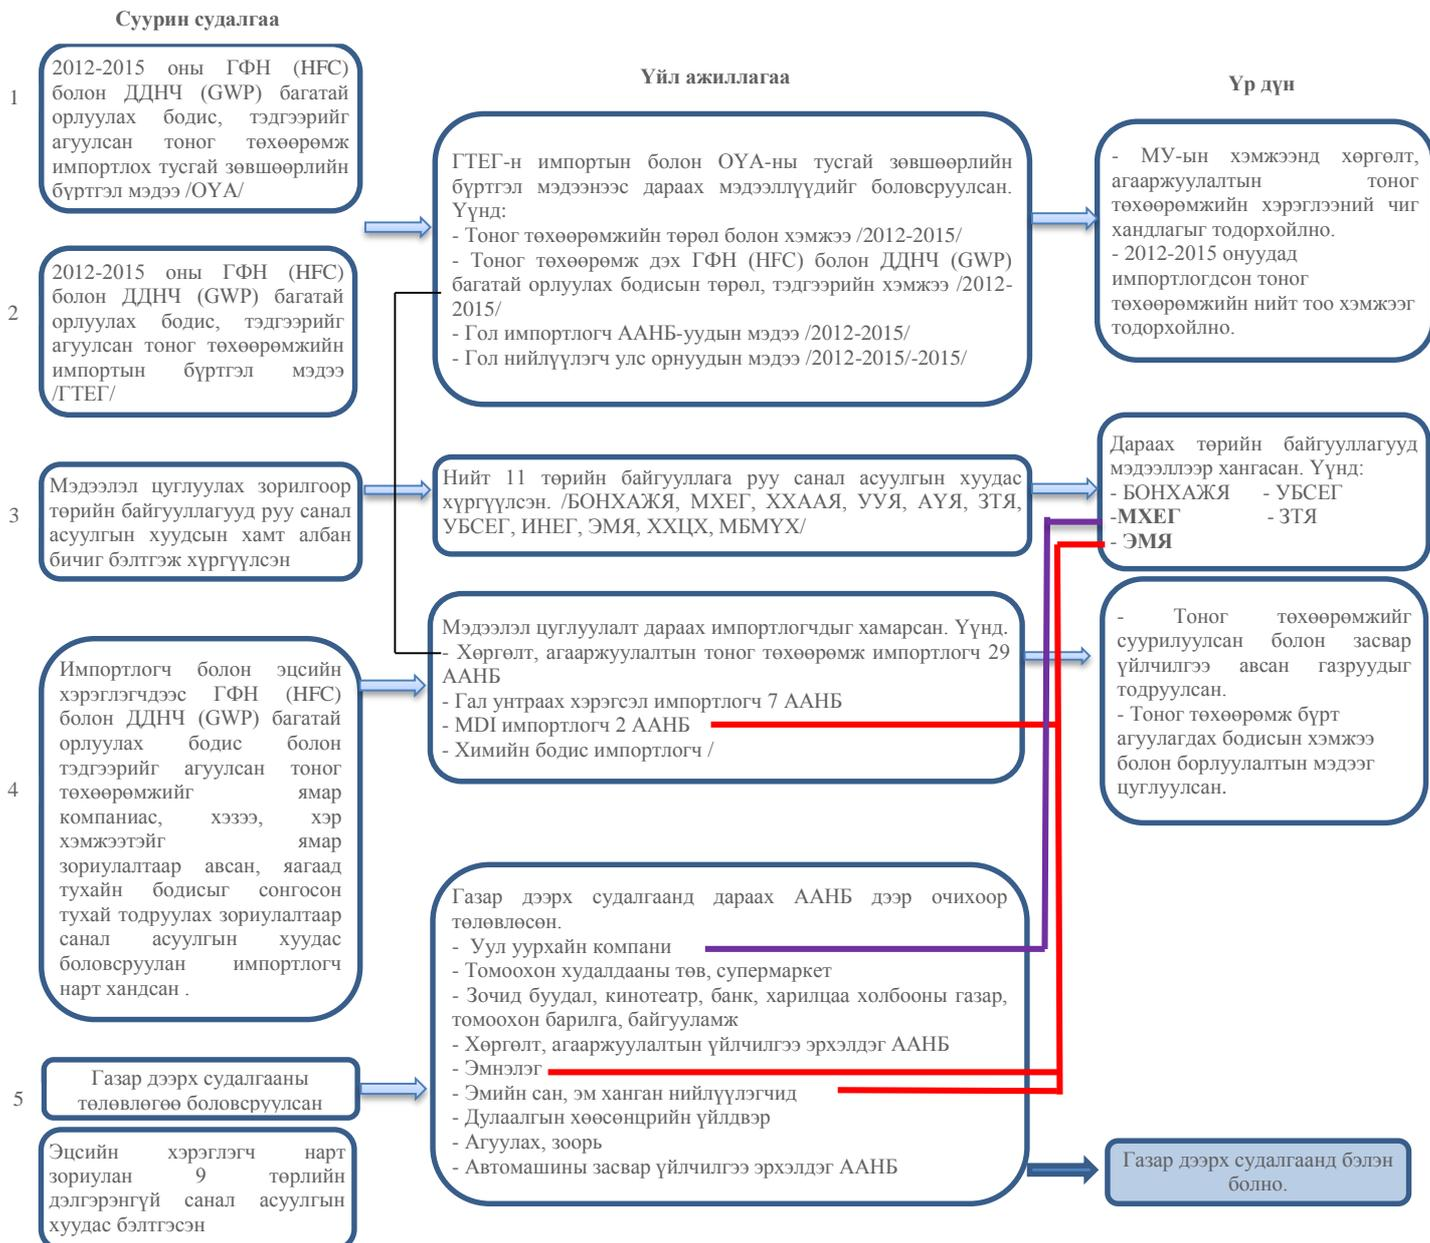 Суурин судалгаа
1
2012-2015 оны ГФН (HFC)
болон ДДНЧ (GWP) багатай
орлуулах бодис, тэдгээрийг
агуулсан тоног төхөөрөмж
импортлох тусгай зөвшөөрлийн
бүртгэл мэдээ /ОҮА/
2
2012-2015 оны ГФН (HFC)
болон ДДНЧ (GWP) багатай
орлуулах бодис, тэдгээрийг
агуулсан тоног төхөөрөмжийн
импортын бүртгэл мэдээ
/ГТЕГ/
3
Мэдээлэл цуглуулах зорилгоор
төрийн байгууллагууд руу санал
асуулгын хуудсын хамт албан
бичиг бэлтгэж хүргүүлсэн
4
Импортлогч болон эцсийн
хэрэглэгчдээс ГФН (HFC)
болон ДДНЧ (GWP) багатай
орлуулах бодис болон
тэдгээрийг агуулсан тоног
төхөөрөмжийг ямар
компаниас, хэзээ, хэр
хэмжээтэйг ямар
зориулалтаар авсан, яагаад
тухайн бодисыг сонгосон
тухай тодруулах зориулалтаар
санал асуулгын хуудас
боловсруулан импортлогч
нарт хандсан .
5
Газар дээрх судалгааны
төлөвлөгөө боловсруулсан
Эцсийн хэрэглэгч нарт
зориулан 9 төрлийн
дэлгэрэнгүй санал асуулгын
хуудас бэлтгэсэн
Үйл ажиллагаа
ГТЕГ-н импортын болон ОҮА-ны тусгай зөвшөөрлийн
бүртгэл мэдээнээс дараах мэдээллүүдийг боловсруулсан.
Үүнд:
- Тоног төхөөрөмжийн төрөл болон хэмжээ /2012-2015/
- Тоног төхөөрөмж дэх ГФН (HFC) болон ДДНЧ (GWP)
багатай орлуулах бодисын төрөл, тэдгээрийн хэмжээ /2012-
2015/
- Гол импортлогч ААНБ-уудын мэдээ /2012-2015/
- Гол нийлүүлэгч улс орнуудын мэдээ /2012-2015/-2015/
Нийт 11 төрийн байгууллага руу санал асуулгын хуудас
хүргүүлсэн. /БОНХАЖЯ, МХЕГ, ХХААЯ, УУЯ, АҮЯ, ЗТЯ,
УБСЕГ, ИНЕГ, ЭМЯ, ХХЦХ, МБМҮХ/
Мэдээлэл цуглуулалт дараах импортлогчдыг хамарсан. Үүнд.
- Хөргөлт, агааржуулалтын тоног төхөөрөмж импортлогч 29
ААНБ
- Гал унтраах хэрэгсэл импортлогч 7 ААНБ
- MDI импортлогч 2 ААНБ
- Химийн бодис импортлогч /
Газар дээрх судалгаанд дараах ААНБ дээр очихоор
төлөвлөсөн.
- Уул уурхайн компани
- Томоохон худалдааны төв, супермаркет
- Зочид буудал, кинотеатр, банк, харилцаа холбооны газар,
томоохон барилга, байгууламж
- Хөргөлт, агааржуулалтын үйлчилгээ эрхэлдэг ААНБ
- Эмнэлэг
- Эмийн сан, эм ханган нийлүүлэгчид
- Дулаалгын хөөсөнцрийн үйлдвэр
- Агуулах, зоорь
- Автомашины засвар үйлчилгээ эрхэлдэг ААНБ
Үр дүн
- МУ-ын хэмжээнд хөргөлт,
агааржуулалтын тоног
төхөөрөмжийн хэрэглээний чиг
хандлагыг тодорхойлно.
- 2012-2015 онуудад
импортлогдсон тоног
төхөөрөмжийн нийт тоо хэмжээг
тодорхойлно.
Дараах төрийн байгууллагууд
мэдээллээр хангасан. Үүнд:
- БОНХАЖЯ - УБСЕГ
-МХЕГ - ЗТЯ
- ЭМЯ
- Тоног төхөөрөмжийг
суурилуулсан болон засвар
үйлчилгээ авсан газруудыг
тодруулсан.
- Тоног төхөөрөмж бүрт
агуулагдах бодисын хэмжээ
болон борлуулалтын мэдээг
цуглуулсан.
Газар дээрх судалгаанд бэлэн
болно.